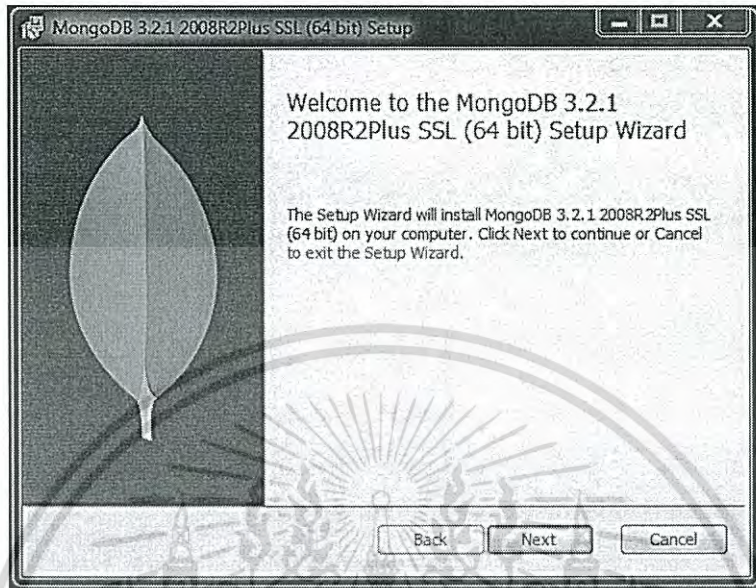 MongoDB 3.2.1 2008R2Plus SSL (64 bit) Setup
Welcome to the MongoDB 3.2.1
2008R2Plus SSL (64 bit) Setup Wizard
The Setup Wizard will install MongoDB 3.2.1 2008R2Plus SSL
(64 bit) on your computer. Click Next to continue or Cancel
to exit the Setup Wizard.
Back Next Cancel